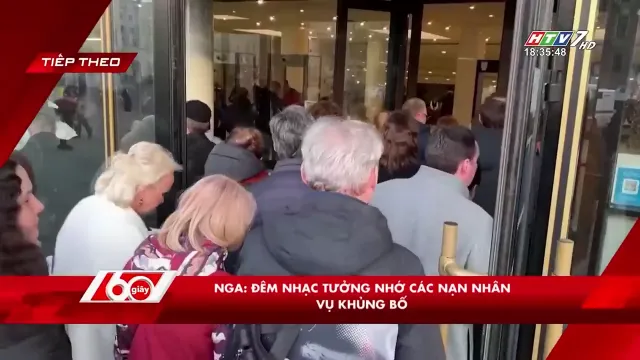 TIẾP THEO
HTV7 HD
18:35:48
60 giây
NGA: ĐÊM NHẠC TƯỞNG NHỚ CÁC NẠN NHÂN
VỤ KHỦNG BỐ